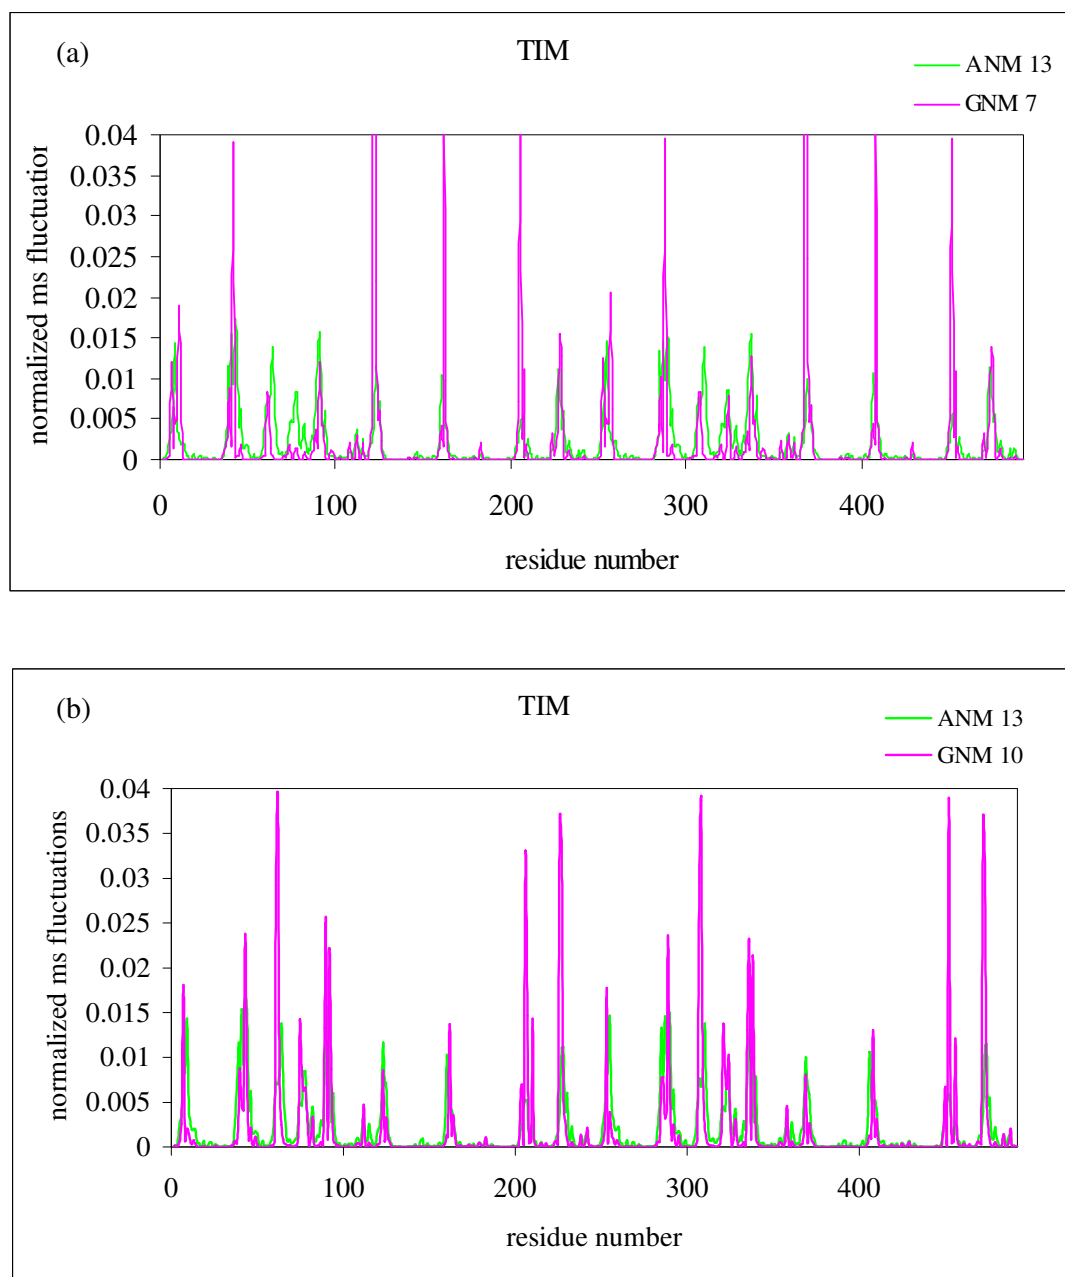 (a)
TIM
ANM 13
GNM 7
normalized ms fluctuation
0.04
0.035
0.03
0.025
0.02
0.015
0.01
0.005
0
0 100 200 300 400
residue number
(b)
TIM
ANM 13
GNM 10
normalized ms fluctuations
0.04
0.035
0.03
0.025
0.02
0.015
0.01
0.005
0
0 100 200 300 400
residue number